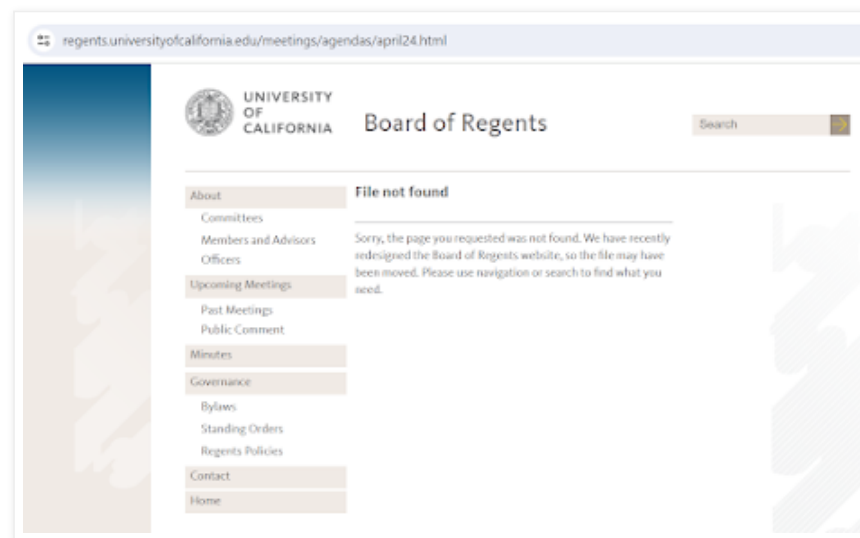 regents.universityofcalifornia.edu/meetings/agendas/april24.html
UNIVERSITY
OF
CALIFORNIA
Board of Regents
Search
About
Committees
Members and Advisors
Officers
Upcoming Meetings
Past Meetings
Public Comment
Minutes
Governance
Bylaws
Standing Orders
Regents Policies
Contact
Home
File not found
Sorry, the page you requested was not found. We have recently
redesigned the Board of Regents website, so the file may have
been moved. Please use navigation or search to find what you
need.